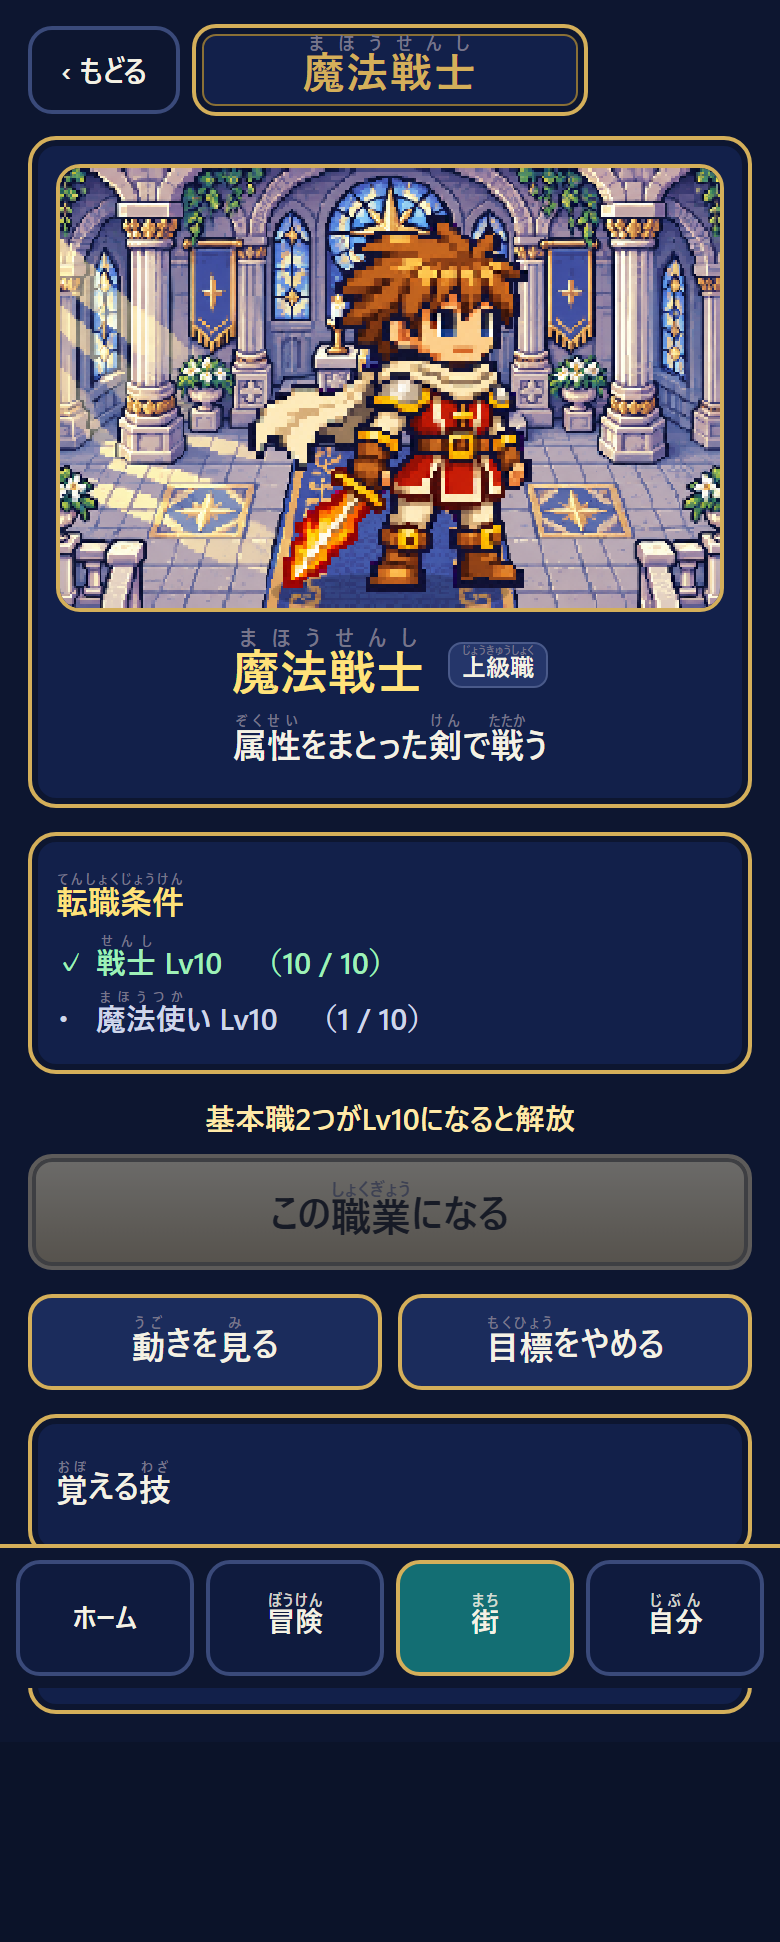 ‹ もどる
まほうせんし
魔法戦士
まほうせんし
魔法戦士
じょうきゅうしょく
上級職
ぞくせい けん たたか
属性をまとった剣で戦う
てんしょくじょうけん
転職条件
せんし
✓ 戦士 Lv10 （10 / 10）
まほうつか
・ 魔法使い Lv10 （1 / 10）
基本職2つがLv10になると解放
しょくぎょう
この職業になる
うご み
動きを見る
もくひょう
目標をやめる
おぼ わざ
覚える技
ホーム
ぼうけん
冒険
まち
街
じぶん
自分